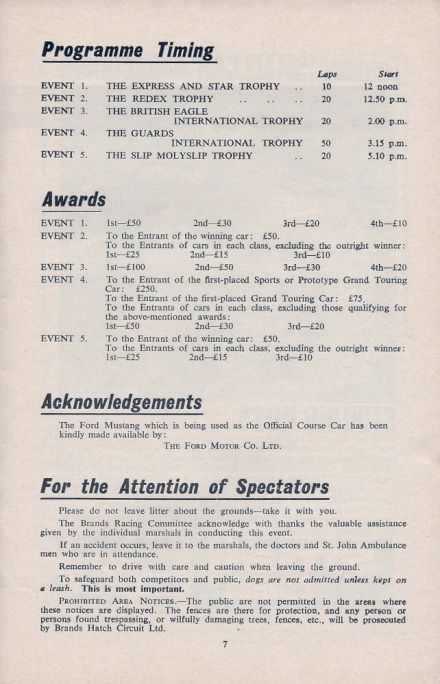 Programme Timing
Laps Start
EVENT 1. THE EXPRESS AND STAR TROPHY .. 10 12 noon
EVENT 2. THE REDEX TROPHY .. .. .. 20 12.50 p.m.
EVENT 3. THE BRITISH EAGLE
INTERNATIONAL TROPHY 20 2.00 p.m.
EVENT 4. THE GUARDS
INTERNATIONAL TROPHY 50 3.15 p.m.
EVENT 5. THE SLIP MOLYSLIP TROPHY .. 20 5.10 p.m.
Awards
EVENT 1. 1st—£50 2nd—£30 3rd—£20 4th—£10
EVENT 2. To the Entrant of the winning car: £50.
To the Entrants of cars in each class, excluding the outright winner:
1st—£25 2nd—£15 3rd—£10
EVENT 3. 1st—£100 2nd—£50 3rd—£30 4th—£20
EVENT 4. To the Entrant of the first-placed Sports or Prototype Grand Touring
Car: £250.
To the Entrant of the first-placed Grand Touring Car: £75.
To the Entrants of cars in each class, excluding those qualifying for
the above-mentioned awards:
1st—£50 2nd—£30 3rd—£20
EVENT 5. To the Entrant of the winning car: £50.
To the Entrants of cars in each class, excluding the outright winner:
1st—£25 2nd—£15 3rd—£10
Acknowledgements
The Ford Mustang which is being used as the Official Course Car has been
kindly made available by:
THE FORD MOTOR CO. LTD.
For the Attention of Spectators
Please do not leave litter about the grounds—take it with you.
The Brands Racing Committee acknowledge with thanks the valuable assistance
given by the individual marshals in conducting this event.
If an accident occurs, leave it to the marshals, the doctors and St. John Ambulance
men who are in attendance.
Remember to drive with care and caution when leaving the ground.
To safeguard both competitors and public, dogs are not admitted unless kept on
a leash. This is most important.
PROHIBITED AREA NOTICES.—The public are not permitted in the areas where
these notices are displayed. The fences are there for protection, and any person or
persons found trespassing, or wilfully damaging trees, fences, etc., will be prosecuted
by Brands Hatch Circuit Ltd.
7